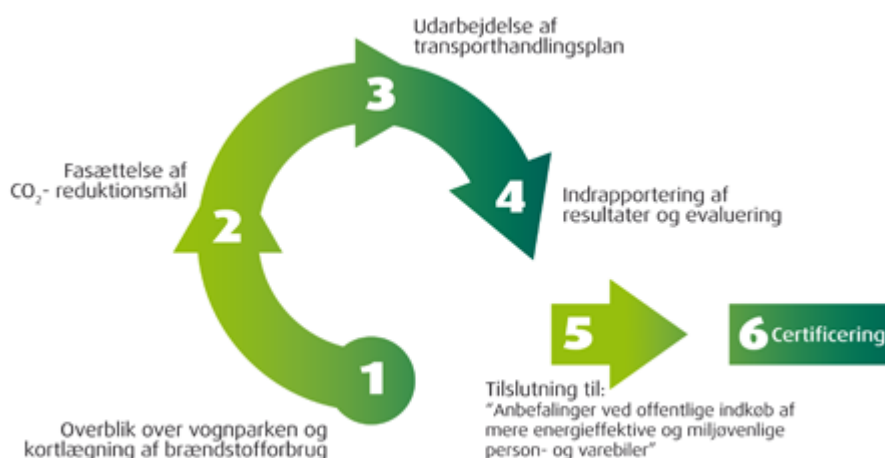 1
Overblik over vognparken og
kortlægning af brændstofforbrug
2
Fasættelse af
CO₂- reduktionsmål
3
Udarbejdelse af
transporthandlingsplan
4
Indrapportering af
resultater og evaluering
5
Tilslutning til:
"Anbefalinger ved offentlige indkøb af
mere energieffektive og miljøvenlige
person- og varebiler"
6 Certificering